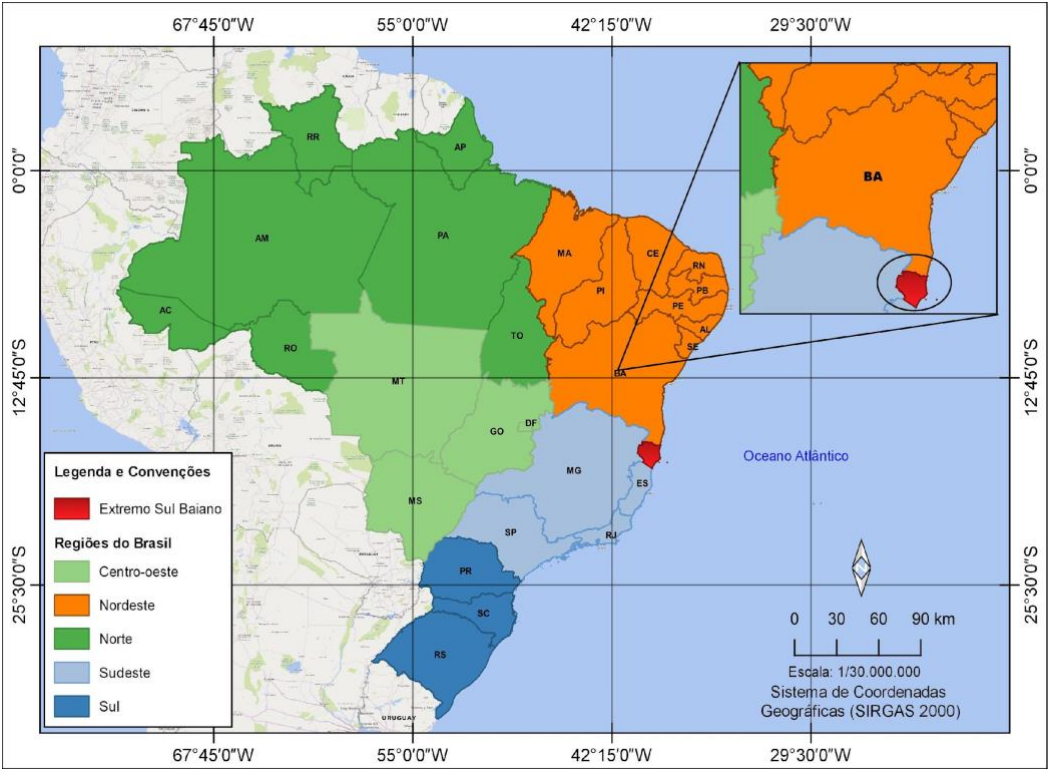 67°45'0"W 55°0'0"W 42°15'0"W 29°30'0"W
0°0'0"
12°45'0"S
25°30'0"S
RR
AP
AM
PA
MA
CE
RN
PI
PB
PE
AC
TO
AL
SE
RO
BA
MT
DF
GO
MG
MS
ES
SP
RJ
PR
SC
RS
URUGUAY
BA
0°0'0"
12°45'0"S
25°30'0"S
Oceano Atlântico
Legenda e Convenções
Extremo Sul Baiano
Regiões do Brasil
Centro-oeste
Nordeste
Norte
Sudeste
Sul
0 30 60 90 km
Escala: 1/30.000.000
Sistema de Coordenadas
Geográficas (SIRGAS 2000)
67°45'0"W 55°0'0"W 42°15'0"W 29°30'0"W